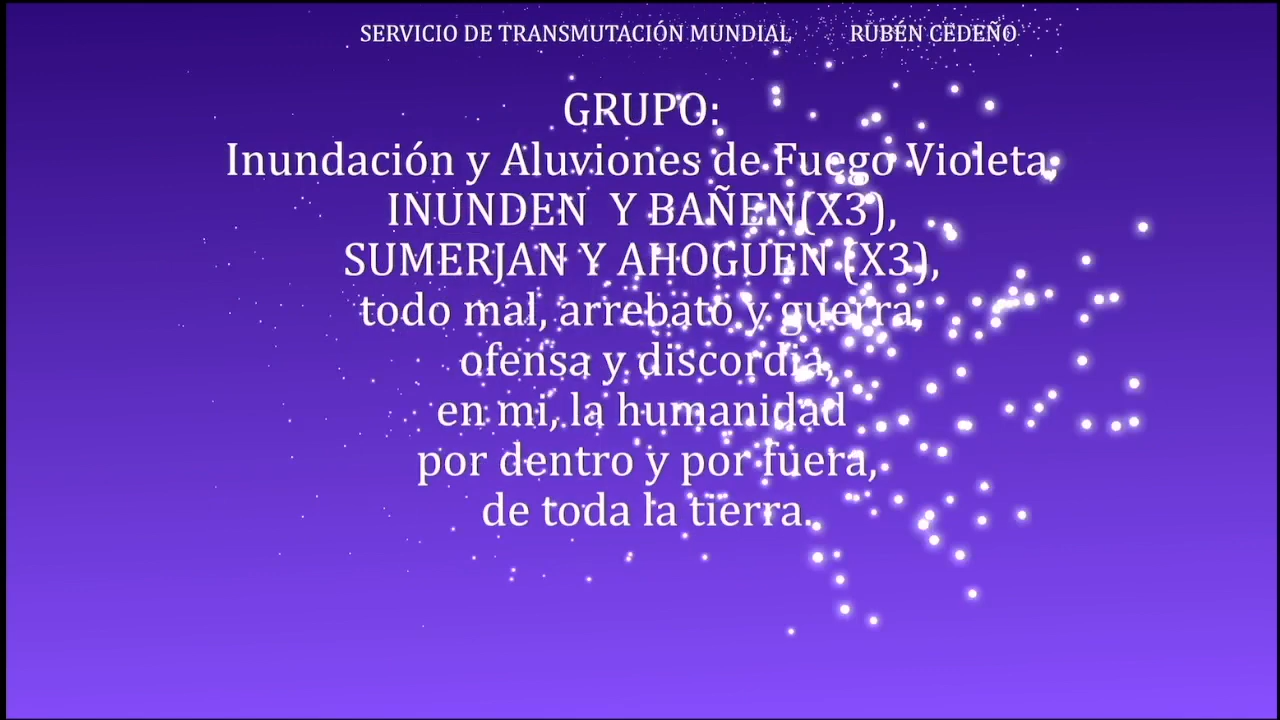 SERVICIO DE TRANSMUTACIÓN MUNDIAL RUBÉN CEDEÑO
GRUPO:
Inundación y Aluviones de Fuego Violeta,
INUNDEN Y BAÑEN(X3),
SUMERJAN Y AHOGUEN (X3),
todo mal, arrebato y guerra,
ofensa y discordia,
en mi, la humanidad
por dentro y por fuera,
de toda la tierra.